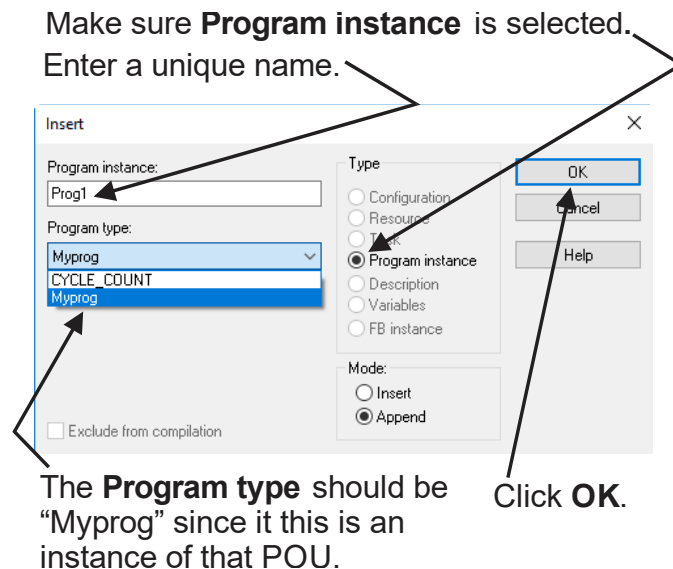 Make sure Program instance is selected.
Enter a unique name.
Insert
Program instance:
Prog1
Program type:
Myprog
CYCLE_COUNT
Myprog
Exclude from compilation
Type
Configuration
Resource
Task
Program instance
Description
Variables
FB instance
Mode:
Insert
Append
OK
Cancel
Help
The Program type should be
“Myprog” since it this is an
instance of that POU.
Click OK.